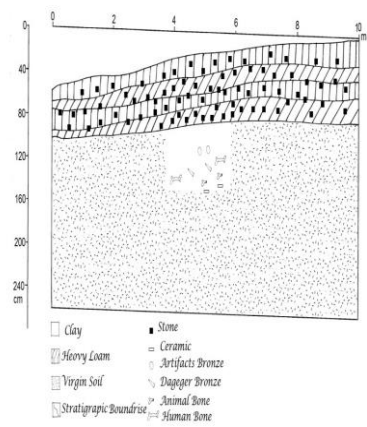 0 2 4 6 8 10
m
0
40
80
120
160
200
240
cm
Clay
Heovy Loam
Virgin Soil
Stratigrapic Boundrise
Stone
Ceramic
Artifacts Bronze
Dageger Bronze
Animal Bone
Human Bone